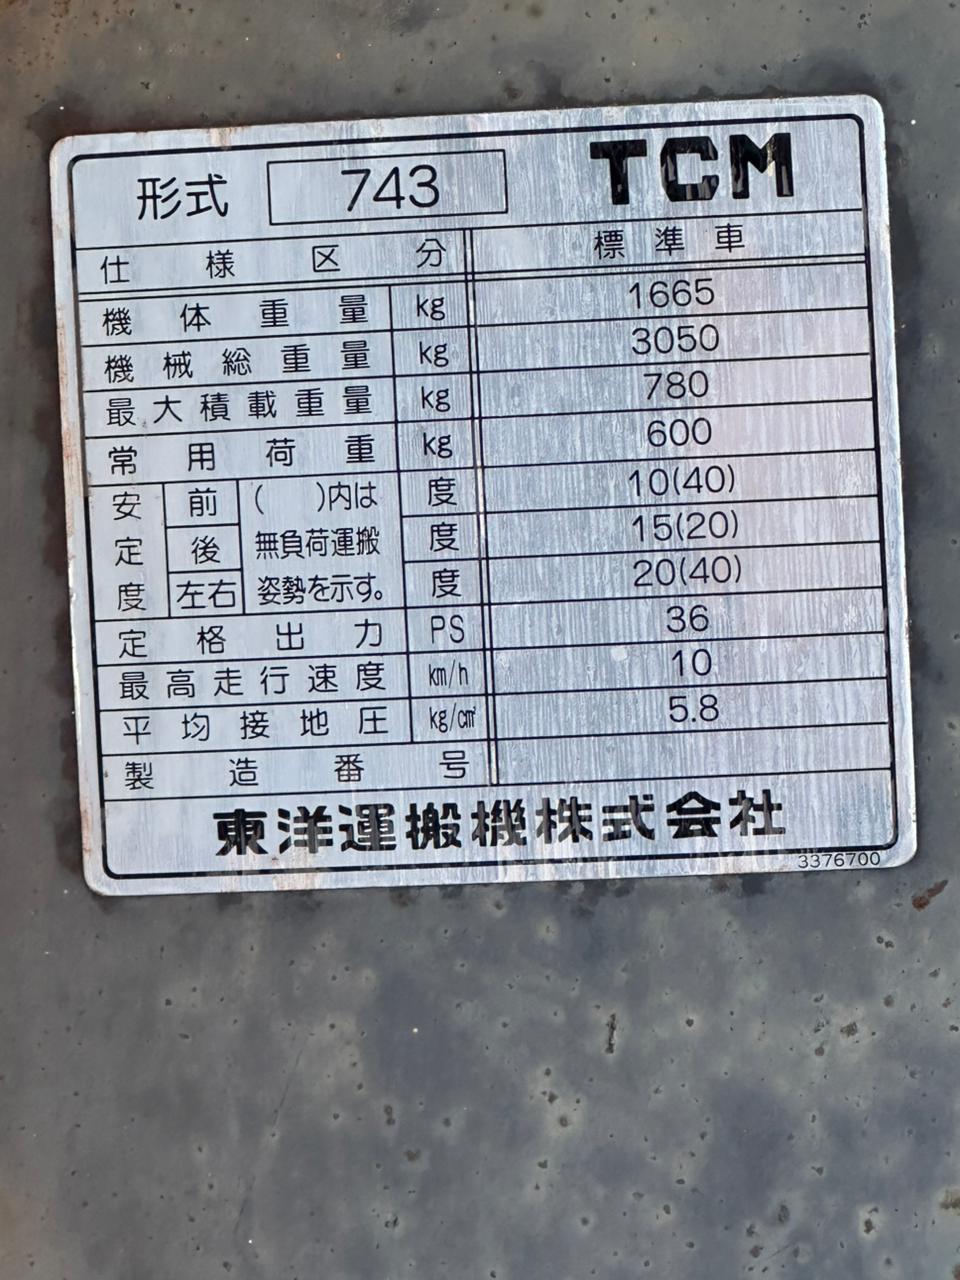 形式 743 TCM
仕様区分 標準車
機体重量 kg 1665
機械総重量 kg 3050
最大積載重量 kg 780
常用荷重 kg 600
安定度 前 (  )内は 度 10(40)
後 無負荷運搬 度 15(20)
左右 姿勢を示す。 度 20(40)
定格出力 PS 36
最高走行速度 km/h 10
平均接地圧 kg/cm² 5.8
製造番号
東洋運搬機株式会社
3376700